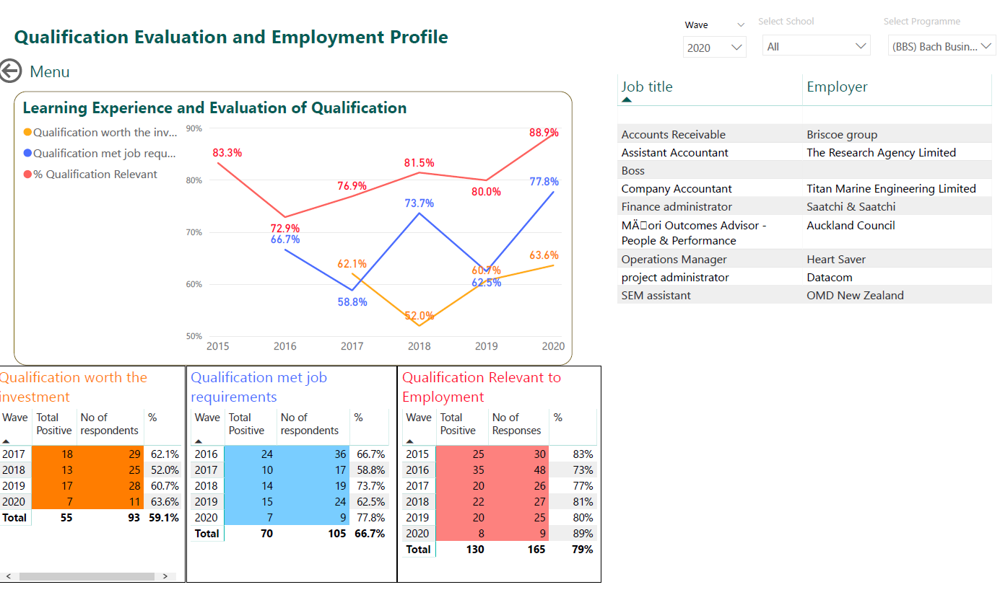 Qualification Evaluation and Employment Profile
Wave
2020
Select School
All
Select Programme
(BBS) Bach Busin...
Menu
Learning Experience and Evaluation of Qualification
Qualification worth the inv...
Qualification met job requ...
% Qualification Relevant
90%
80%
70%
60%
50%
83.3%
72.9%
76.9%
81.5%
80.0%
88.9%
66.7%
58.8%
73.7%
62.5%
77.8%
62.1%
52.0%
60.7%
63.6%
2015 2016 2017 2018 2019 2020
Job title Employer
Accounts Receivable Briscoe group
Assistant Accountant The Research Agency Limited
Boss
Company Accountant Titan Marine Engineering Limited
Finance administrator Saatchi & Saatchi
MÄ□ori Outcomes Advisor - Auckland Council
People & Performance
Operations Manager Heart Saver
project administrator Datacom
SEM assistant OMD New Zealand
Qualification worth the
investment
Wave Total No of %
Positive respondents
2017 18 29 62.1%
2018 13 25 52.0%
2019 17 28 60.7%
2020 7 11 63.6%
Total 55 93 59.1%
Qualification met job
requirements
Wave Total No of %
Positive respondents
2016 24 36 66.7%
2017 10 17 58.8%
2018 14 19 73.7%
2019 15 24 62.5%
2020 7 9 77.8%
Total 70 105 66.7%
Qualification Relevant to
Employment
Wave Total No of %
Positive Responses
2015 25 30 83%
2016 35 48 73%
2017 20 26 77%
2018 22 27 81%
2019 20 25 80%
2020 8 9 89%
Total 130 165 79%